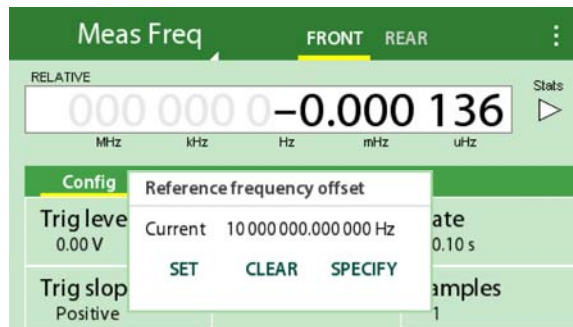 Meas Freq FRONT REAR
RELATIVE
Stats
000 000 0-0.000 136
MHz kHz Hz mHz uHz
Config
Reference frequency offset
Trig leve
0.00 V
Current 10 000 000.000 000 Hz
ate
0.10 s
SET CLEAR SPECIFY
Trig slop
Positive
amples
1